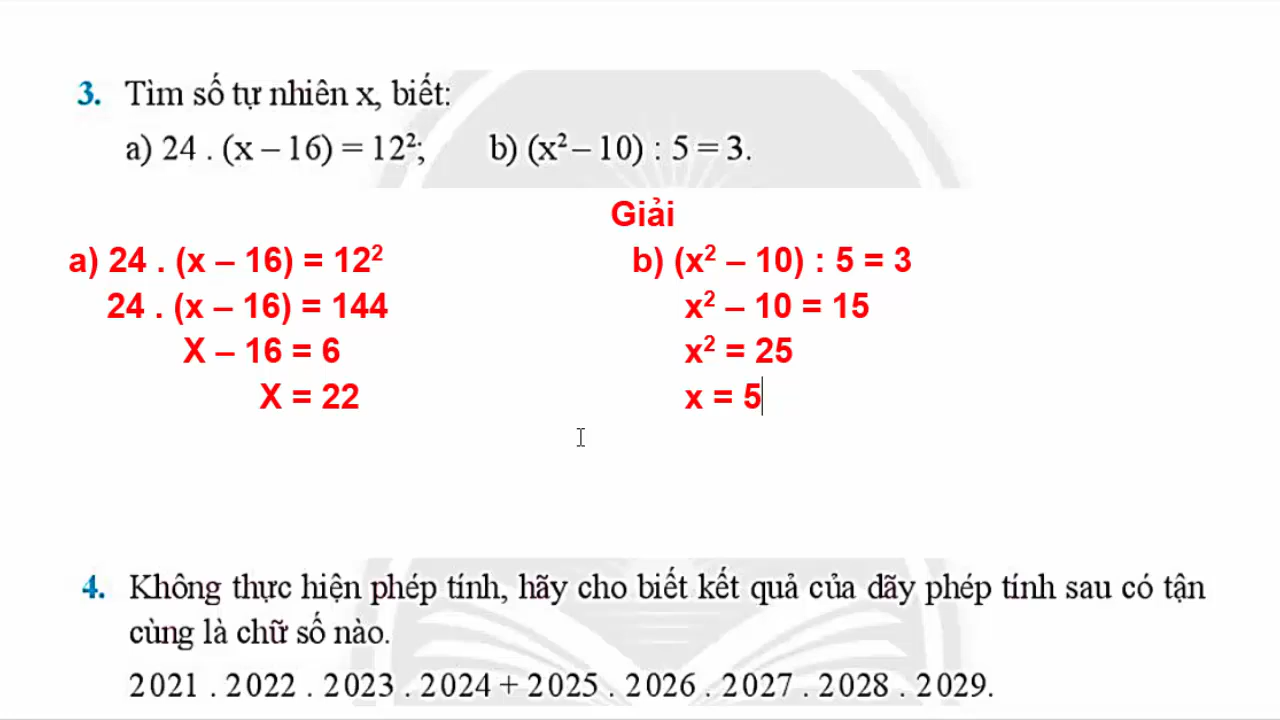 3. Tìm số tự nhiên x, biết:
a) 24 . (x – 16) = 12²; b) (x² – 10) : 5 = 3.
Giải
a) 24 . (x – 16) = 12² b) (x² – 10) : 5 = 3
24 . (x – 16) = 144 x² – 10 = 15
X – 16 = 6 x² = 25
X = 22 x = 5
4. Không thực hiện phép tính, hãy cho biết kết quả của dãy phép tính sau có tận
cùng là chữ số nào.
2021 . 2022 . 2023 . 2024 + 2025 . 2026 . 2027 . 2028 . 2029.